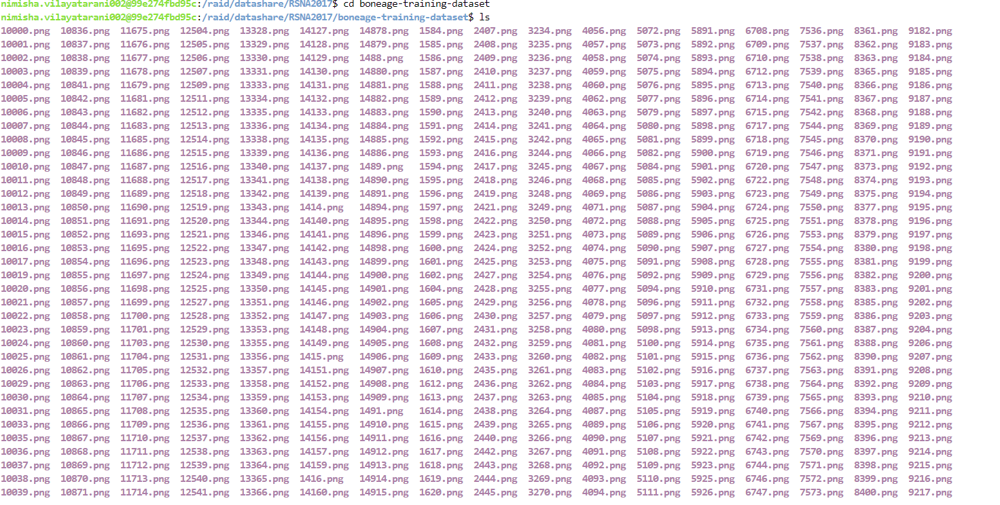 nimisha.vilayatarani002@99e274fbd95c:/raid/datashare/RSNA2017$ cd boneage-training-dataset
nimisha.vilayatarani002@99e274fbd95c:/raid/datashare/RSNA2017/boneage-training-dataset$ ls
10000.png 10836.png 11675.png 12504.png 13328.png 14127.png 14878.png 1584.png 2407.png 3234.png 4056.png 5072.png 5891.png 6708.png 7536.png 8361.png 9182.png
10001.png 10837.png 11676.png 12505.png 13329.png 14128.png 14879.png 1585.png 2408.png 3235.png 4057.png 5073.png 5892.png 6709.png 7537.png 8362.png 9183.png
10002.png 10838.png 11677.png 12506.png 13330.png 14129.png 1488.png 1586.png 2409.png 3236.png 4058.png 5074.png 5893.png 6710.png 7538.png 8363.png 9184.png
10003.png 10839.png 11678.png 12507.png 13331.png 14130.png 14880.png 1587.png 2410.png 3237.png 4059.png 5075.png 5894.png 6712.png 7539.png 8365.png 9185.png
10004.png 10841.png 11679.png 12509.png 13333.png 14131.png 14881.png 1588.png 2411.png 3238.png 4060.png 5076.png 5895.png 6713.png 7540.png 8366.png 9186.png
10005.png 10842.png 11681.png 12511.png 13334.png 14132.png 14882.png 1589.png 2412.png 3239.png 4062.png 5077.png 5896.png 6714.png 7541.png 8367.png 9187.png
10006.png 10843.png 11682.png 12512.png 13335.png 14133.png 14883.png 1590.png 2413.png 3240.png 4063.png 5079.png 5897.png 6715.png 7542.png 8368.png 9188.png
10007.png 10844.png 11683.png 12513.png 13336.png 14134.png 14884.png 1591.png 2414.png 3241.png 4064.png 5080.png 5898.png 6717.png 7544.png 8369.png 9189.png
10008.png 10845.png 11685.png 12514.png 13338.png 14135.png 14885.png 1592.png 2415.png 3242.png 4065.png 5081.png 5899.png 6718.png 7545.png 8370.png 9190.png
10009.png 10846.png 11686.png 12515.png 13339.png 14136.png 14886.png 1593.png 2416.png 3244.png 4066.png 5082.png 5900.png 6719.png 7546.png 8371.png 9191.png
10010.png 10847.png 11687.png 12516.png 13340.png 14137.png 1489.png 1594.png 2417.png 3245.png 4067.png 5084.png 5901.png 6720.png 7547.png 8373.png 9192.png
10011.png 10848.png 11688.png 12517.png 13341.png 14138.png 14890.png 1595.png 2418.png 3246.png 4068.png 5085.png 5902.png 6722.png 7548.png 8374.png 9193.png
10012.png 10849.png 11689.png 12518.png 13342.png 14139.png 14891.png 1596.png 2419.png 3248.png 4069.png 5086.png 5903.png 6723.png 7549.png 8375.png 9194.png
10013.png 10850.png 11690.png 12519.png 13343.png 1414.png 14894.png 1597.png 2421.png 3249.png 4071.png 5087.png 5904.png 6724.png 7550.png 8377.png 9195.png
10014.png 10851.png 11691.png 12520.png 13344.png 14140.png 14895.png 1598.png 2422.png 3250.png 4072.png 5088.png 5905.png 6725.png 7551.png 8378.png 9196.png
10015.png 10852.png 11693.png 12521.png 13346.png 14141.png 14896.png 1599.png 2423.png 3251.png 4073.png 5089.png 5906.png 6726.png 7553.png 8379.png 9197.png
10016.png 10853.png 11695.png 12522.png 13347.png 14142.png 14898.png 1600.png 2424.png 3252.png 4074.png 5090.png 5907.png 6727.png 7554.png 8380.png 9198.png
10017.png 10854.png 11696.png 12523.png 13348.png 14143.png 14899.png 1601.png 2425.png 3253.png 4075.png 5091.png 5908.png 6728.png 7555.png 8381.png 9199.png
10019.png 10855.png 11697.png 12524.png 13349.png 14144.png 14900.png 1602.png 2427.png 3254.png 4076.png 5092.png 5909.png 6729.png 7556.png 8382.png 9200.png
10020.png 10856.png 11698.png 12525.png 13350.png 14145.png 14901.png 1604.png 2428.png 3255.png 4077.png 5094.png 5910.png 6731.png 7557.png 8383.png 9201.png
10021.png 10857.png 11699.png 12527.png 13351.png 14146.png 14902.png 1605.png 2429.png 3256.png 4078.png 5096.png 5911.png 6732.png 7558.png 8385.png 9202.png
10022.png 10858.png 11700.png 12528.png 13352.png 14147.png 14903.png 1606.png 2430.png 3257.png 4079.png 5097.png 5912.png 6733.png 7559.png 8386.png 9203.png
10023.png 10859.png 11701.png 12529.png 13353.png 14148.png 14904.png 1607.png 2431.png 3258.png 4080.png 5098.png 5913.png 6734.png 7560.png 8387.png 9204.png
10024.png 10860.png 11703.png 12530.png 13355.png 14149.png 14905.png 1608.png 2432.png 3259.png 4081.png 5100.png 5914.png 6735.png 7561.png 8388.png 9206.png
10025.png 10861.png 11704.png 12531.png 13356.png 1415.png 14906.png 1609.png 2433.png 3260.png 4082.png 5101.png 5915.png 6736.png 7562.png 8390.png 9207.png
10026.png 10862.png 11705.png 12532.png 13357.png 14151.png 14907.png 1610.png 2435.png 3261.png 4083.png 5102.png 5916.png 6737.png 7563.png 8391.png 9208.png
10029.png 10863.png 11706.png 12533.png 13358.png 14152.png 14908.png 1612.png 2436.png 3262.png 4084.png 5103.png 5917.png 6738.png 7564.png 8392.png 9209.png
10030.png 10864.png 11707.png 12534.png 13359.png 14153.png 14909.png 1613.png 2437.png 3263.png 4085.png 5104.png 5918.png 6739.png 7565.png 8393.png 9210.png
10031.png 10865.png 11708.png 12535.png 13360.png 14154.png 1491.png 1614.png 2438.png 3264.png 4087.png 5105.png 5919.png 6740.png 7566.png 8394.png 9211.png
10033.png 10866.png 11709.png 12536.png 13361.png 14155.png 14910.png 1615.png 2439.png 3265.png 4089.png 5106.png 5920.png 6741.png 7567.png 8395.png 9212.png
10035.png 10867.png 11710.png 12537.png 13362.png 14156.png 14911.png 1616.png 2440.png 3266.png 4090.png 5107.png 5921.png 6742.png 7569.png 8396.png 9213.png
10036.png 10868.png 11711.png 12538.png 13363.png 14157.png 14912.png 1617.png 2442.png 3267.png 4091.png 5108.png 5922.png 6743.png 7570.png 8397.png 9214.png
10037.png 10869.png 11712.png 12539.png 13364.png 14159.png 14913.png 1618.png 2443.png 3268.png 4092.png 5109.png 5923.png 6744.png 7571.png 8398.png 9215.png
10038.png 10870.png 11713.png 12540.png 13365.png 1416.png 14914.png 1619.png 2444.png 3269.png 4093.png 5110.png 5925.png 6746.png 7572.png 8399.png 9216.png
10039.png 10871.png 11714.png 12541.png 13366.png 14160.png 14915.png 1620.png 2445.png 3270.png 4094.png 5111.png 5926.png 6747.png 7573.png 8400.png 9217.png